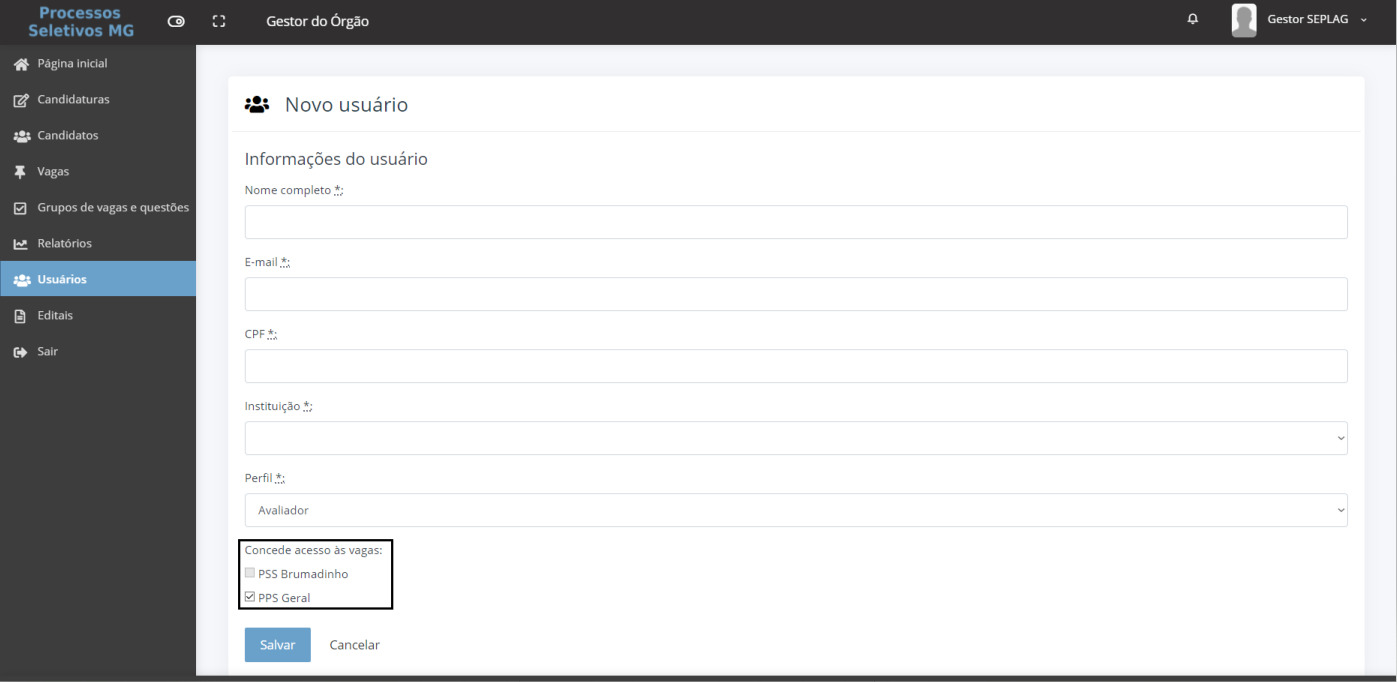 Processos
Seletivos MG
Gestor do Órgão
Gestor SEPLAG
Página inicial
Candidaturas
Candidatos
Vagas
Grupos de vagas e questões
Relatórios
Usuários
Editais
Sair
Novo usuário
Informações do usuário
Nome completo *:
E-mail *:
CPF *:
Instituição *:
Perfil *:
Avaliador
Concede acesso às vagas:
PSS Brumadinho
PPS Geral
Salvar Cancelar